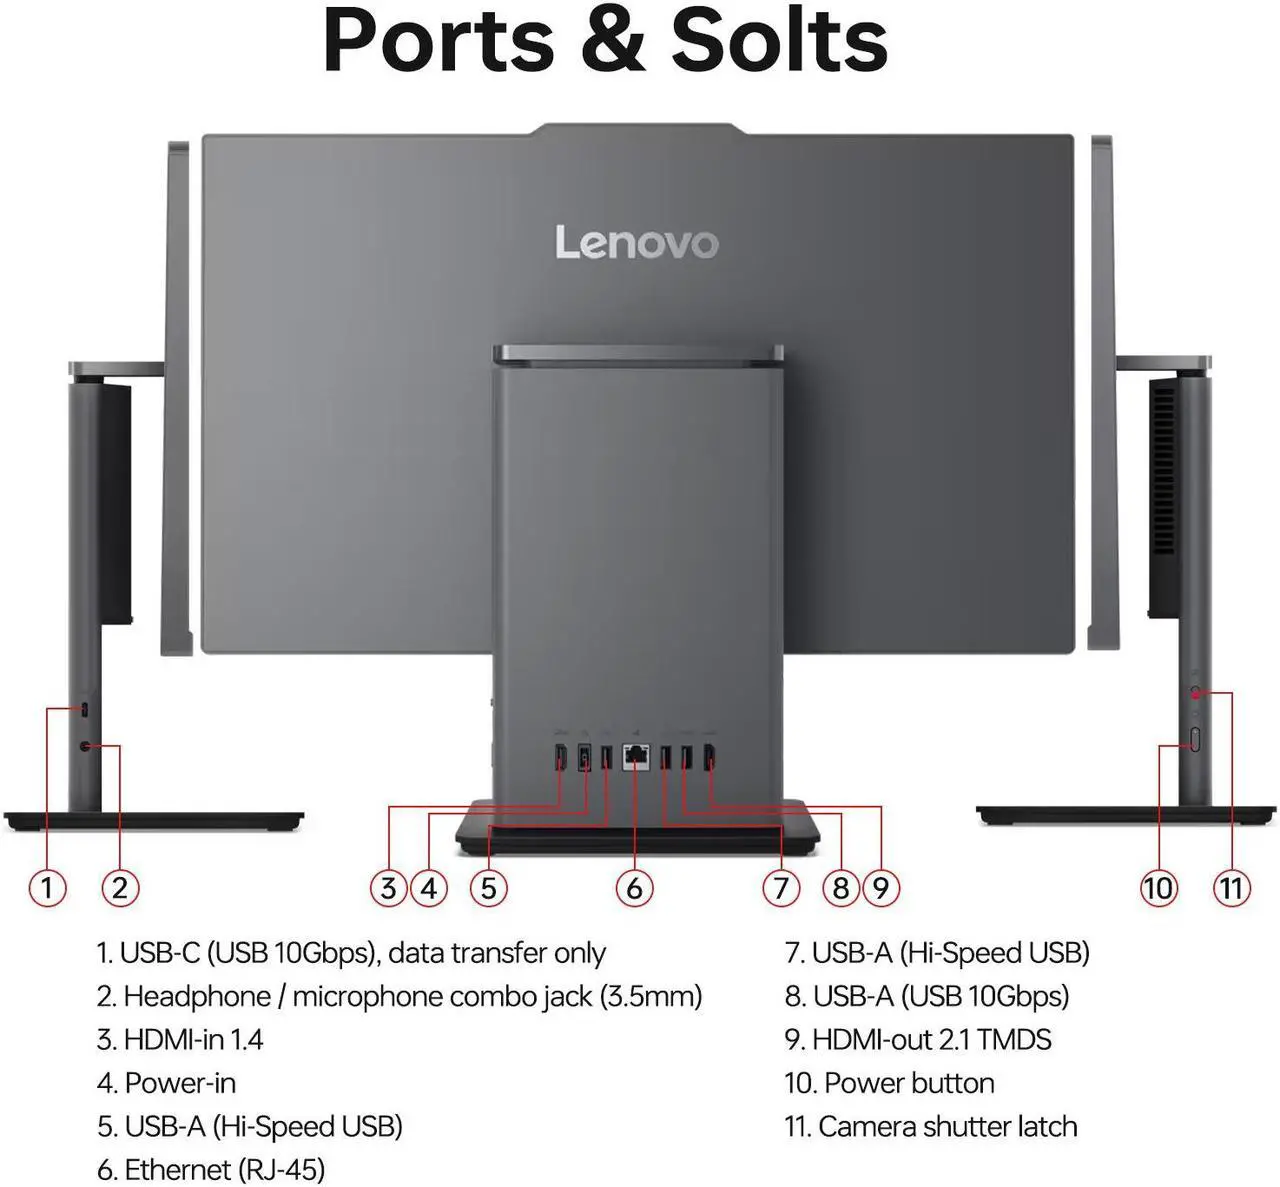 Ports & Solts
Lenovo
1 2 3 4 5 6 7 8 9 10 11
1. USB-C (USB 10Gbps), data transfer only
2. Headphone / microphone combo jack (3.5mm)
3. HDMI-in 1.4
4. Power-in
5. USB-A (Hi-Speed USB)
6. Ethernet (RJ-45)
7. USB-A (Hi-Speed USB)
8. USB-A (USB 10Gbps)
9. HDMI-out 2.1 TMDS
10. Power button
11. Camera shutter latch